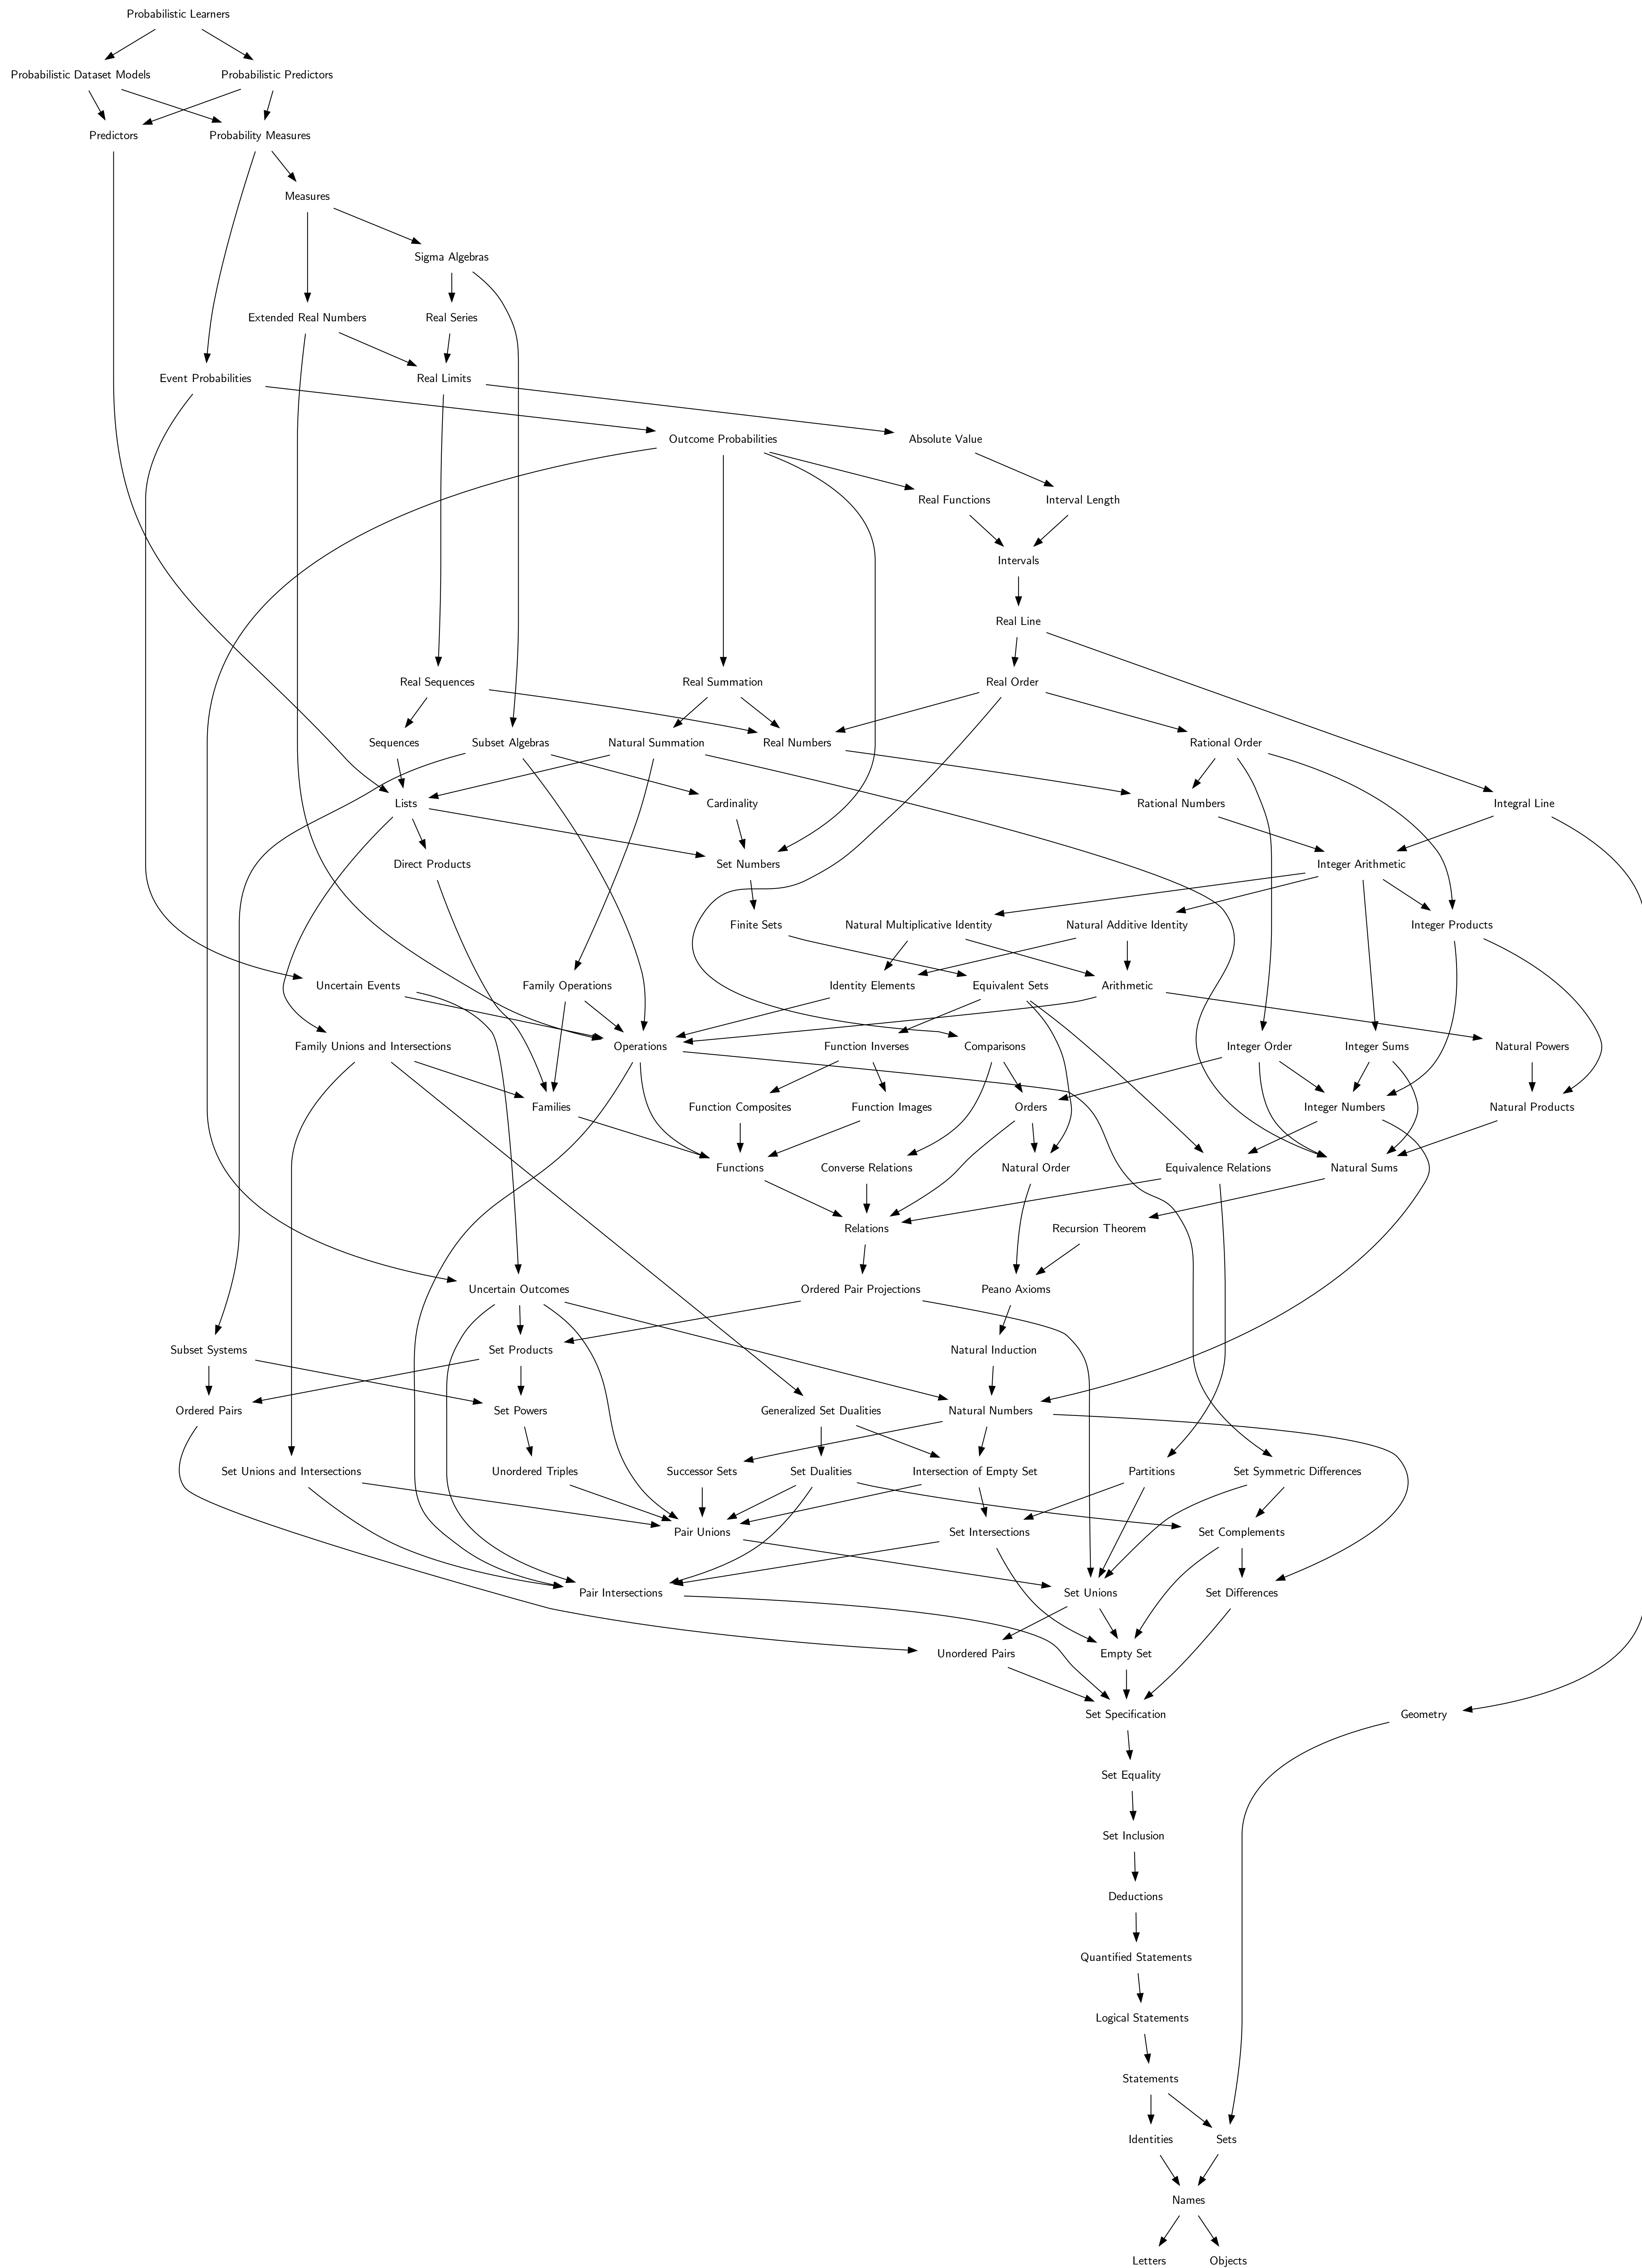 Probabilistic Learners
Probabilistic Dataset Models
Probabilistic Predictors
Predictors
Probability Measures
Measures
Sigma Algebras
Extended Real Numbers
Real Series
Event Probabilities
Real Limits
Outcome Probabilities
Absolute Value
Real Functions
Interval Length
Intervals
Real Line
Real Sequences
Real Summation
Real Order
Sequences
Subset Algebras
Natural Summation
Real Numbers
Rational Order
Lists
Cardinality
Rational Numbers
Integral Line
Direct Products
Set Numbers
Integer Arithmetic
Finite Sets
Natural Multiplicative Identity
Natural Additive Identity
Integer Products
Uncertain Events
Family Operations
Identity Elements
Equivalent Sets
Arithmetic
Family Unions and Intersections
Operations
Function Inverses
Comparisons
Integer Order
Integer Sums
Natural Powers
Families
Function Composites
Function Images
Orders
Integer Numbers
Natural Products
Functions
Converse Relations
Natural Order
Equivalence Relations
Natural Sums
Relations
Recursion Theorem
Uncertain Outcomes
Ordered Pair Projections
Peano Axioms
Subset Systems
Set Products
Natural Induction
Ordered Pairs
Set Powers
Generalized Set Dualities
Natural Numbers
Set Unions and Intersections
Unordered Triples
Successor Sets
Set Dualities
Intersection of Empty Set
Partitions
Set Symmetric Differences
Pair Unions
Set Intersections
Set Complements
Pair Intersections
Set Unions
Set Differences
Unordered Pairs
Empty Set
Set Specification
Geometry
Set Equality
Set Inclusion
Deductions
Quantified Statements
Logical Statements
Statements
Identities
Sets
Names
Letters
Objects